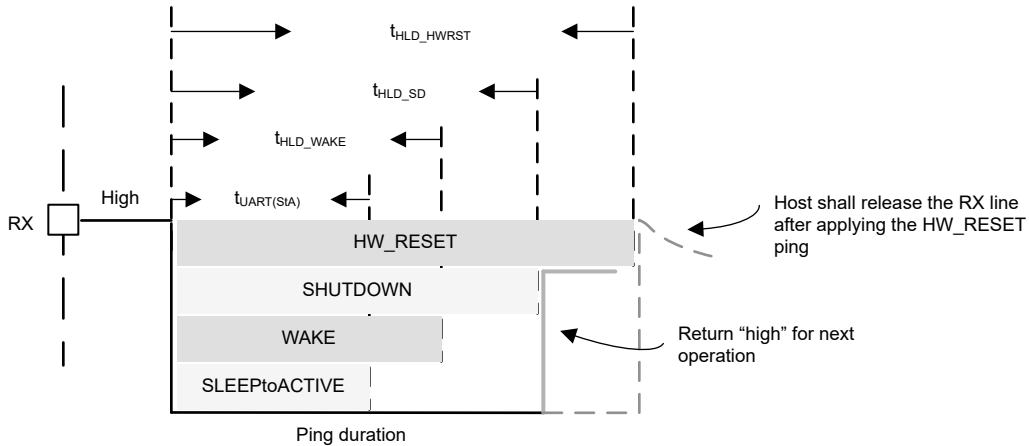 tHLD_HWRST
tHLD_SD
tHLD_WAKE
High
tUART(StA)
RX
Host shall release the RX line
after applying the HW_RESET
ping
HW_RESET
SHUTDOWN
WAKE
Return “high” for next
operation
SLEEPtoACTIVE
Ping duration